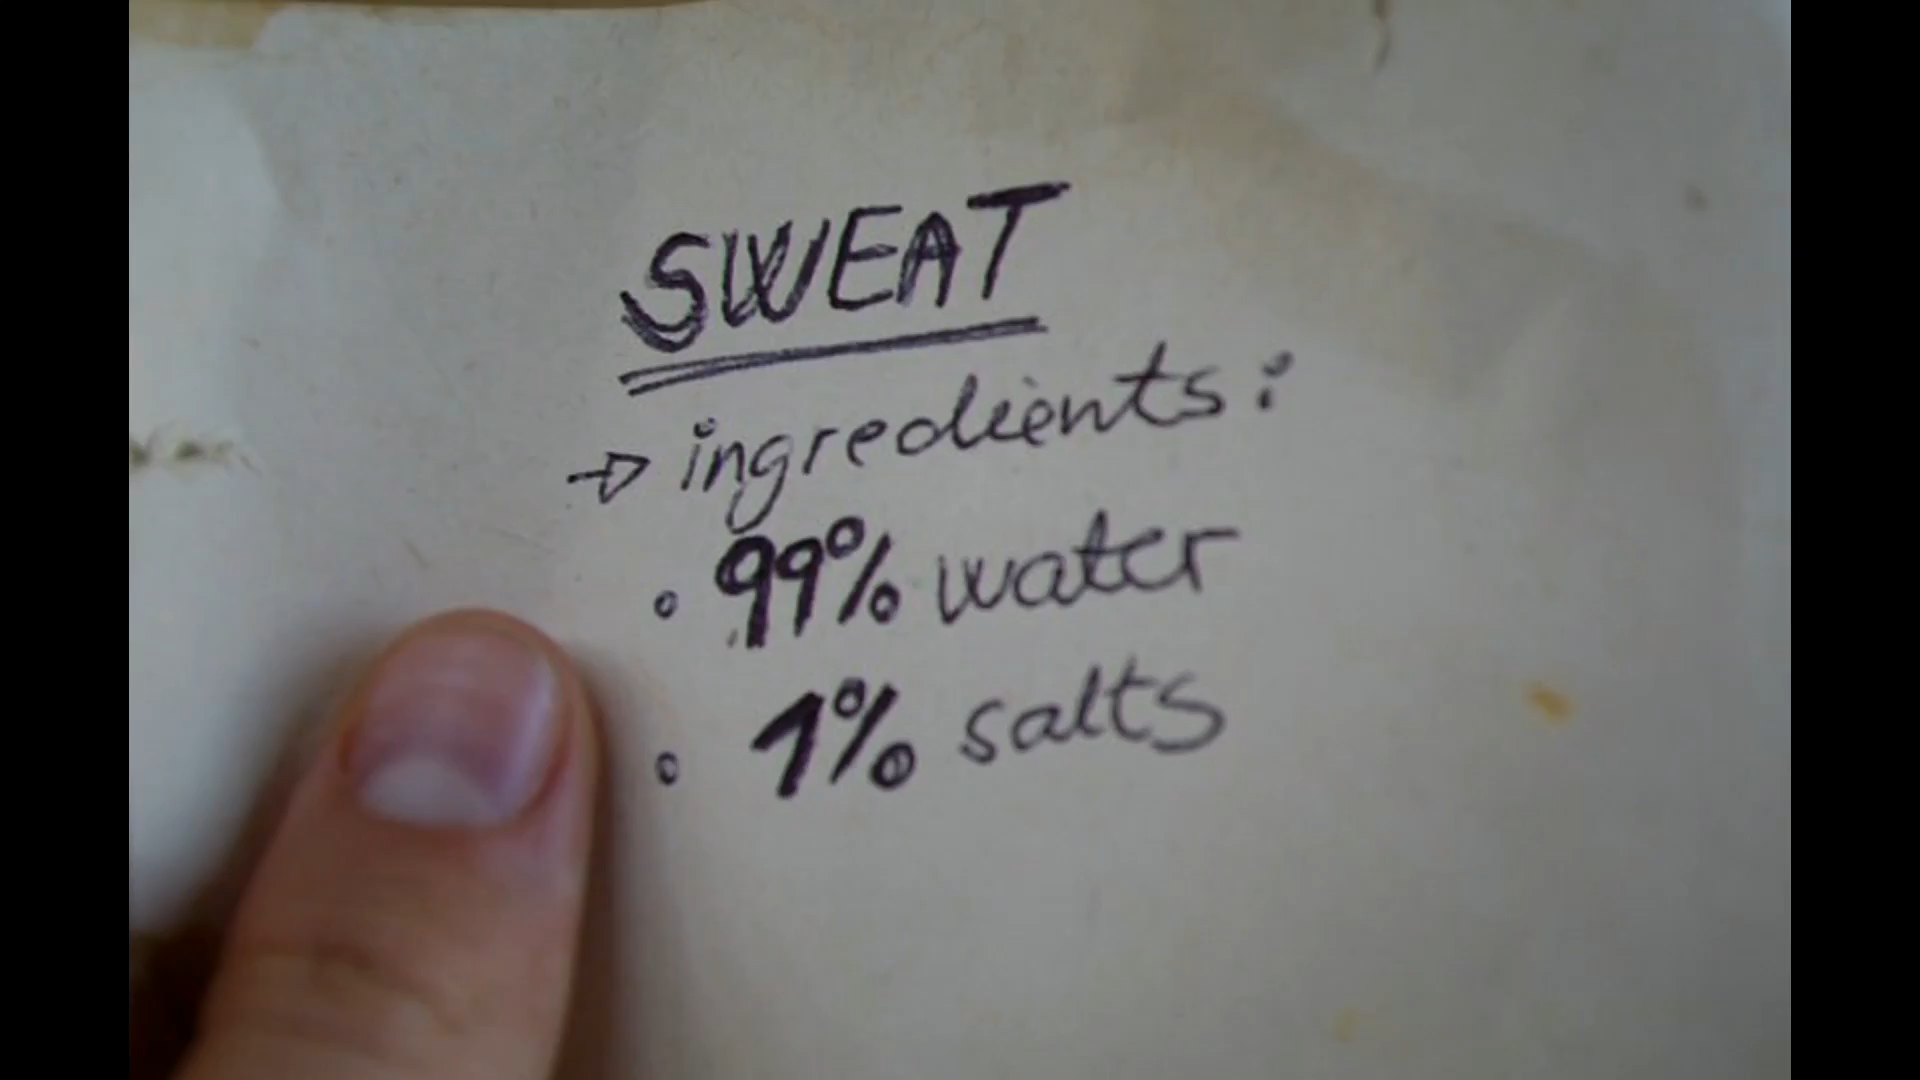 SWEAT
→ ingredients:
• 99% water
• 1% salts